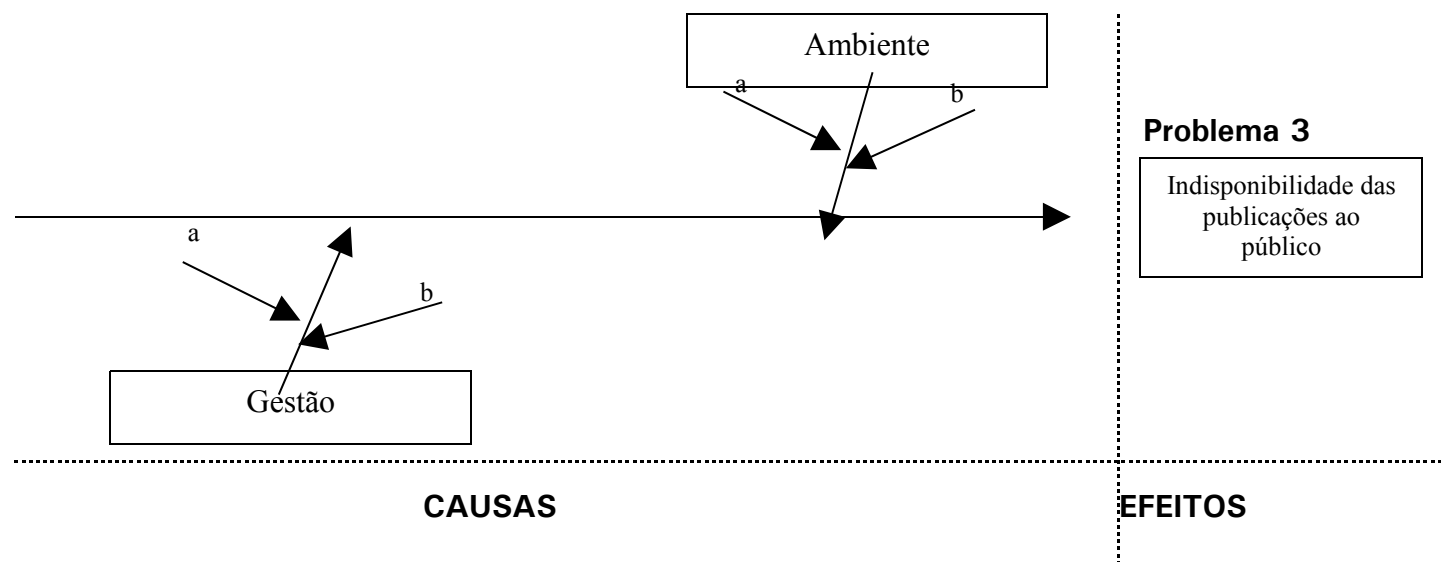 Ambiente
a
b
Problema 3
Indisponibilidade das
publicações ao
público
a
b
Gestão
CAUSAS
EFEITOS